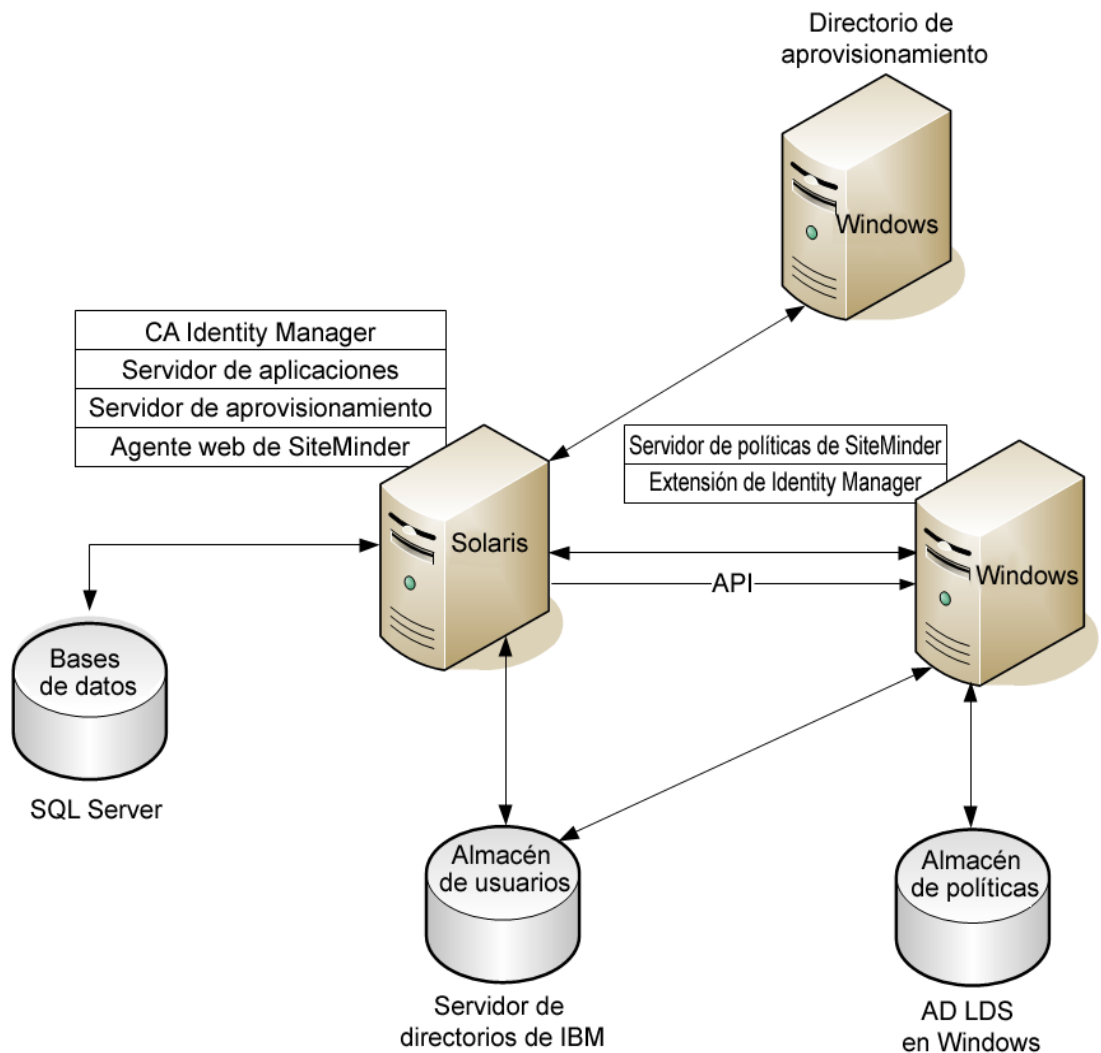 Directorio de
aprovisionamiento
Windows
CA Identity Manager
Servidor de aplicaciones
Servidor de aprovisionamiento
Agente web de SiteMinder
Servidor de políticas de SiteMinder
Extensión de Identity Manager
Solaris
Windows
API
Bases
de datos
SQL Server
Almacén
de usuarios
Almacén
de políticas
Servidor de
directorios de IBM
AD LDS
en Windows